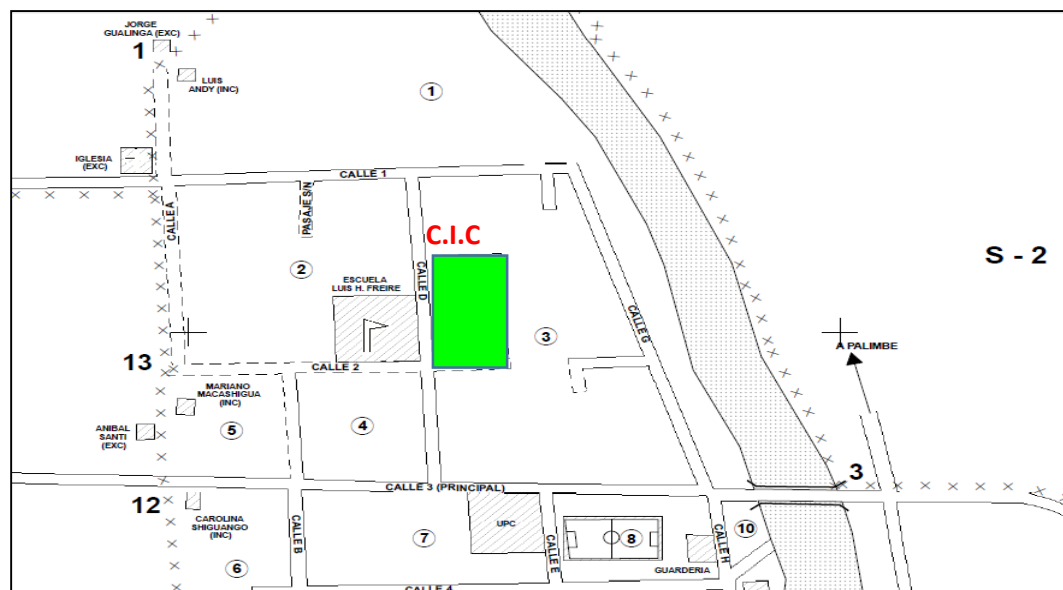 JORGE
GUALINGA (EXC)
1
LUIS
ANDY (INC)
1
IGLESIA
(EXC)
CALLE 1
CALLE A
PASAJE S/N
C.I.C
S - 2
2
ESCUELA
LUIS H. FREIRE
CALLE D
3
CALLE G
A PALIMBE
13
CALLE 2
MARIANO
MACASHIGUA
(INC)
ANIBAL
SANTI
(EXC)
5
4
3
CALLE 3 (PRINCIPAL)
12
CAROLINA
SHIGUANGO
(INC)
CALLE B
7
UPC
CALLE E
8
CALLE H
10
GUARDERIA
6
CALLE 4